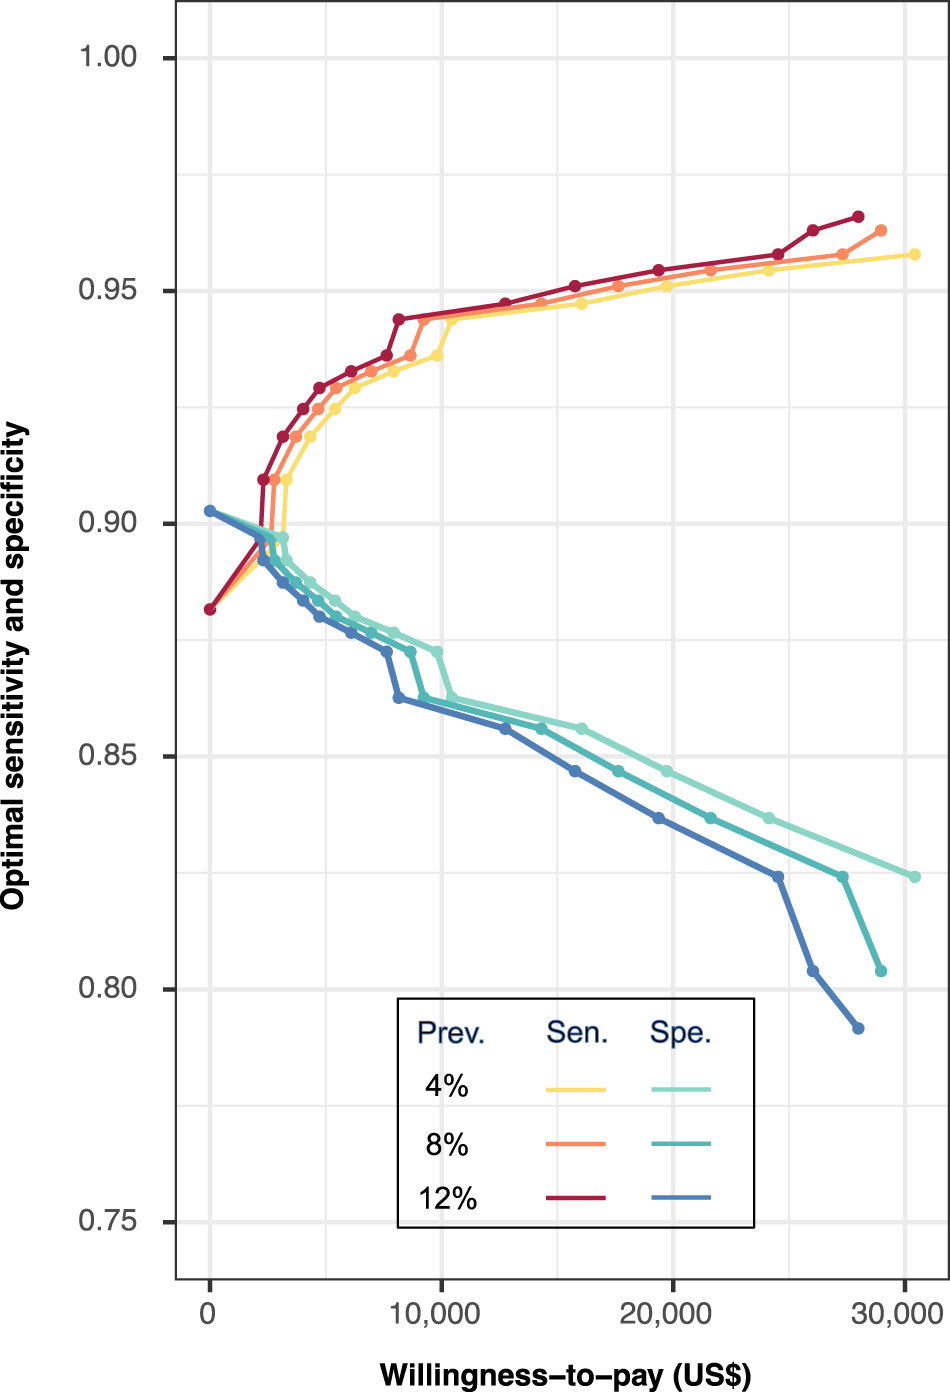 Optimal sensitivity and specificity
1.00
0.95
0.90
0.85
0.80
0.75
Prev. Sen. Spe.
4%
8%
12%
0 10,000 20,000 30,000
Willingness−to−pay (US$)